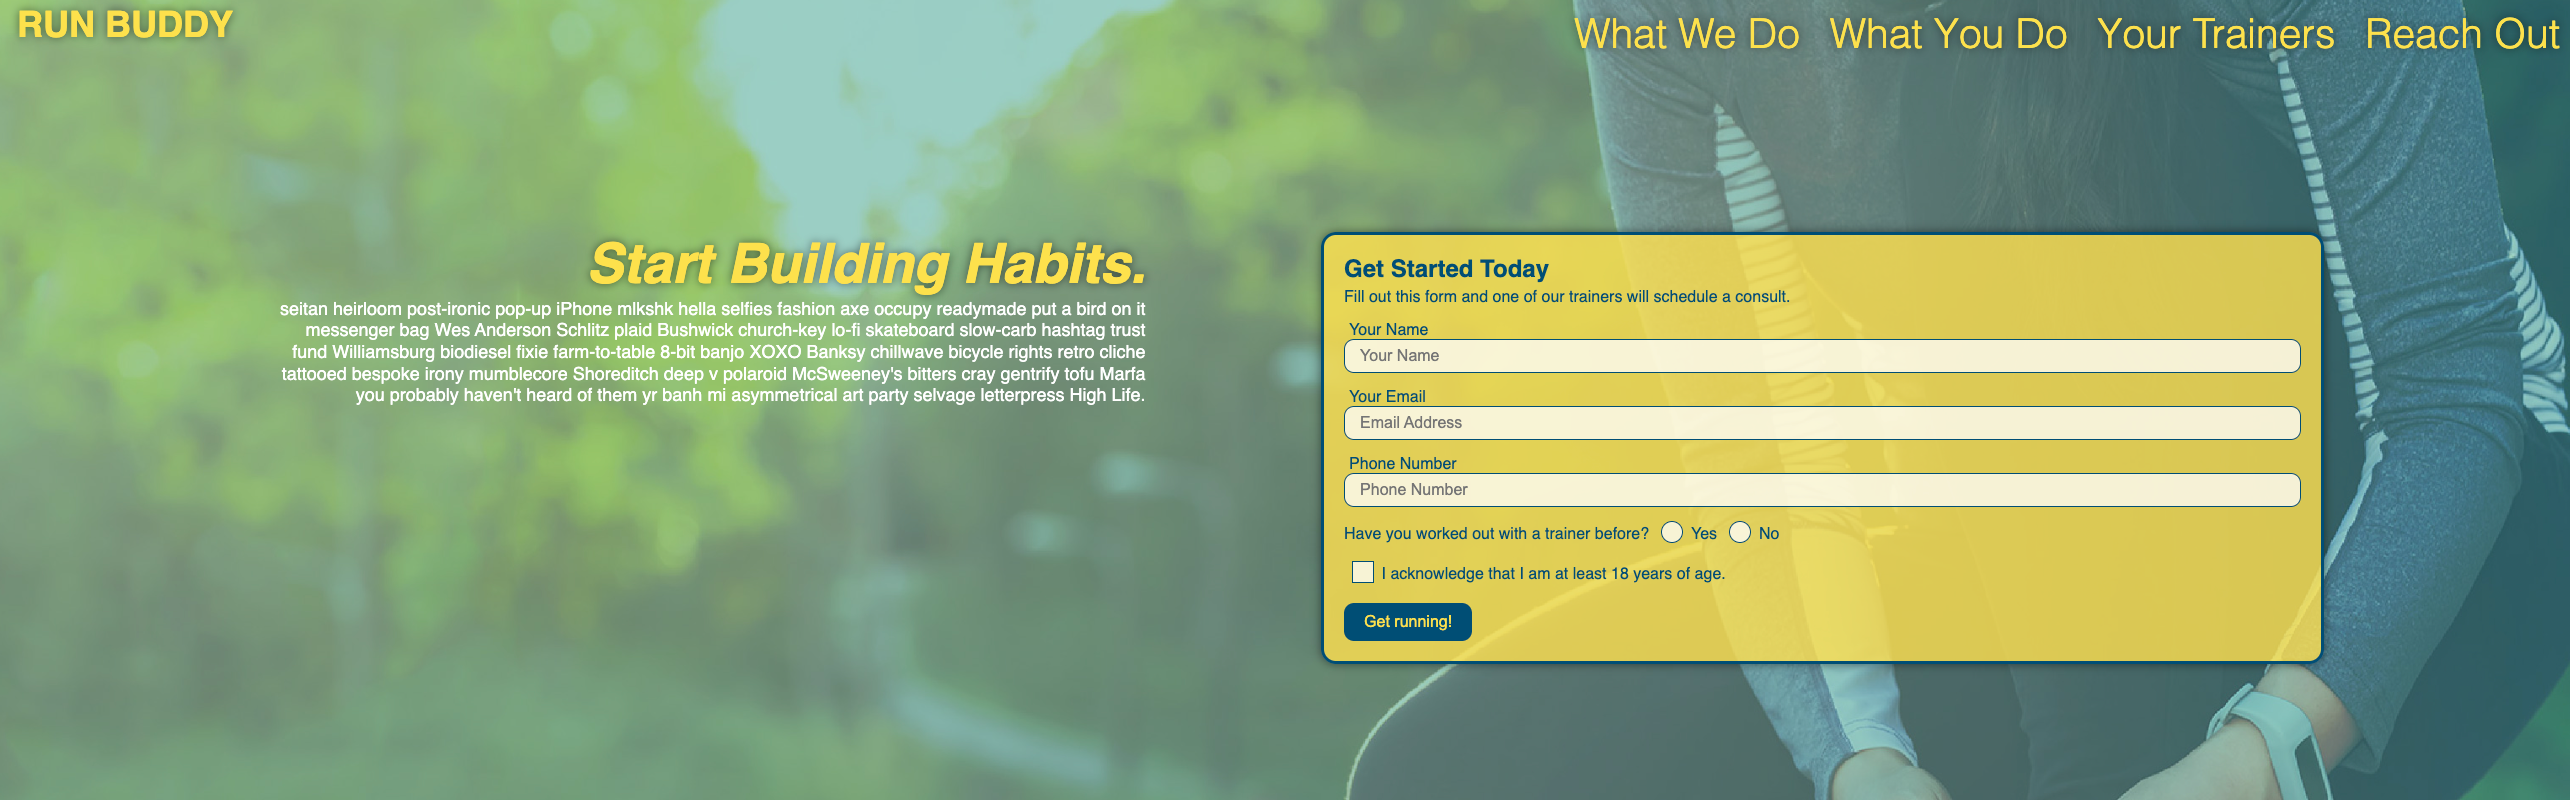 RUN BUDDY
What We Do What You Do Your Trainers Reach Out
Start Building Habits.
seitan heirloom post-ironic pop-up iPhone mlkshk hella selfies fashion axe occupy readymade put a bird on it
messenger bag Wes Anderson Schlitz plaid Bushwick church-key lo-fi skateboard slow-carb hashtag trust
fund Williamsburg biodiesel fixie farm-to-table 8-bit banjo XOXO Banksy chillwave bicycle rights retro cliche
tattooed bespoke irony mumblecore Shoreditch deep v polaroid McSweeney's bitters cray gentrify tofu Marfa
you probably haven't heard of them yr banh mi asymmetrical art party selvage letterpress High Life.
Get Started Today
Fill out this form and one of our trainers will schedule a consult.
Your Name
Your Name
Your Email
Email Address
Phone Number
Phone Number
Have you worked out with a trainer before? Yes No
I acknowledge that I am at least 18 years of age.
Get running!